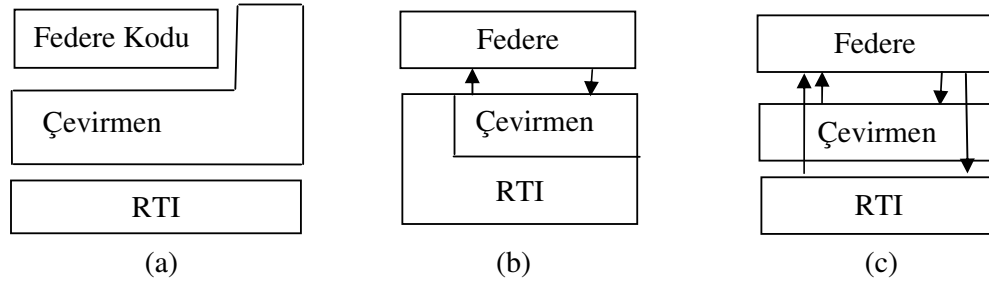 Federe Kodu
Çevirmen
RTI
(a)
Federe
Çevirmen
RTI
(b)
Federe
Çevirmen
RTI
(c)